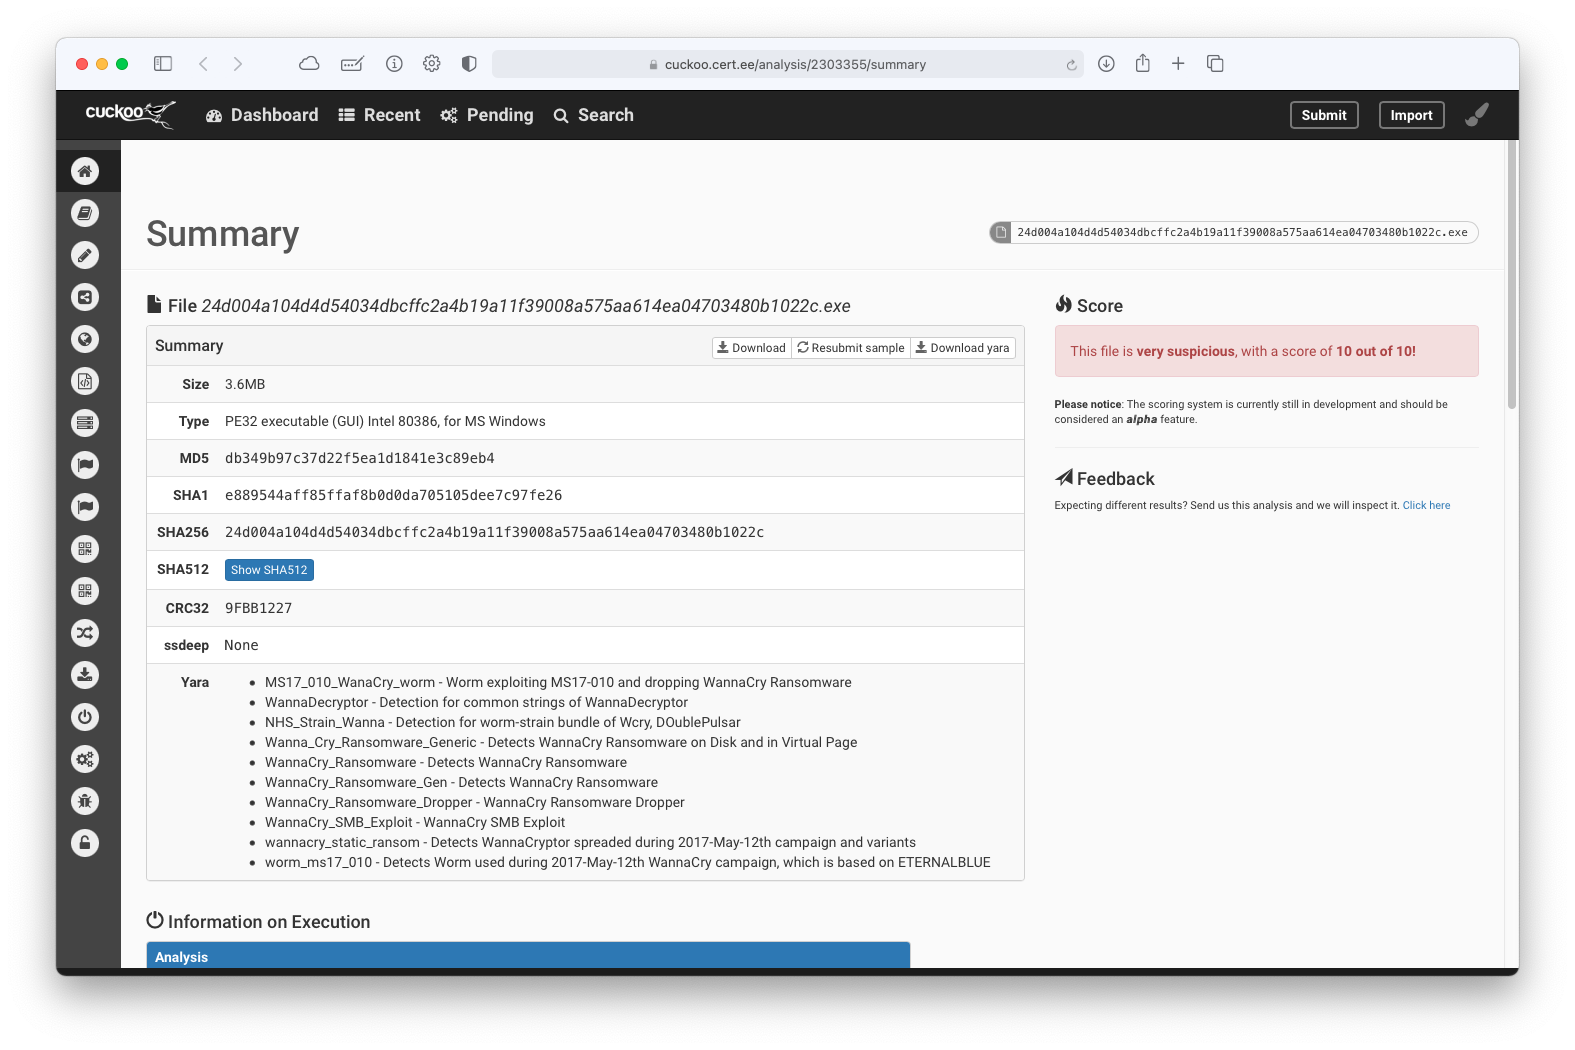 cuckoo.cert.ee/analysis/2303355/summary
cuckoo Dashboard Recent Pending Search Submit Import
Summary
24d004a104d4d54034dbcffc2a4b19a11f39008a575aa614ea04703480b1022c.exe
File 24d004a104d4d54034dbcffc2a4b19a11f39008a575aa614ea04703480b1022c.exe
Summary Download Resubmit sample Download yara
Size 3.6MB
Type PE32 executable (GUI) Intel 80386, for MS Windows
MD5 db349b97c37d22f5ea1d1841e3c89eb4
SHA1 e889544aff85ffaf8b0d0da705105dee7c97fe26
SHA256 24d004a104d4d54034dbcffc2a4b19a11f39008a575aa614ea04703480b1022c
SHA512 Show SHA512
CRC32 9FBB1227
ssdeep None
Yara
• MS17_010_WanaCry_worm - Worm exploiting MS17-010 and dropping WannaCry Ransomware
• WannaDecryptor - Detection for common strings of WannaDecryptor
• NHS_Strain_Wanna - Detection for worm-strain bundle of Wcry, DOublePulsar
• Wanna_Cry_Ransomware_Generic - Detects WannaCry Ransomware on Disk and in Virtual Page
• WannaCry_Ransomware - Detects WannaCry Ransomware
• WannaCry_Ransomware_Gen - Detects WannaCry Ransomware
• WannaCry_Ransomware_Dropper - WannaCry Ransomware Dropper
• WannaCry_SMB_Exploit - WannaCry SMB Exploit
• wannacry_static_ransom - Detects WannaCryptor spreaded during 2017-May-12th campaign and variants
• worm_ms17_010 - Detects Worm used during 2017-May-12th WannaCry campaign, which is based on ETERNALBLUE
Score
This file is very suspicious, with a score of 10 out of 10!
Please notice: The scoring system is currently still in development and should be
considered an alpha feature.
Feedback
Expecting different results? Send us this analysis and we will inspect it. Click here
Information on Execution
Analysis